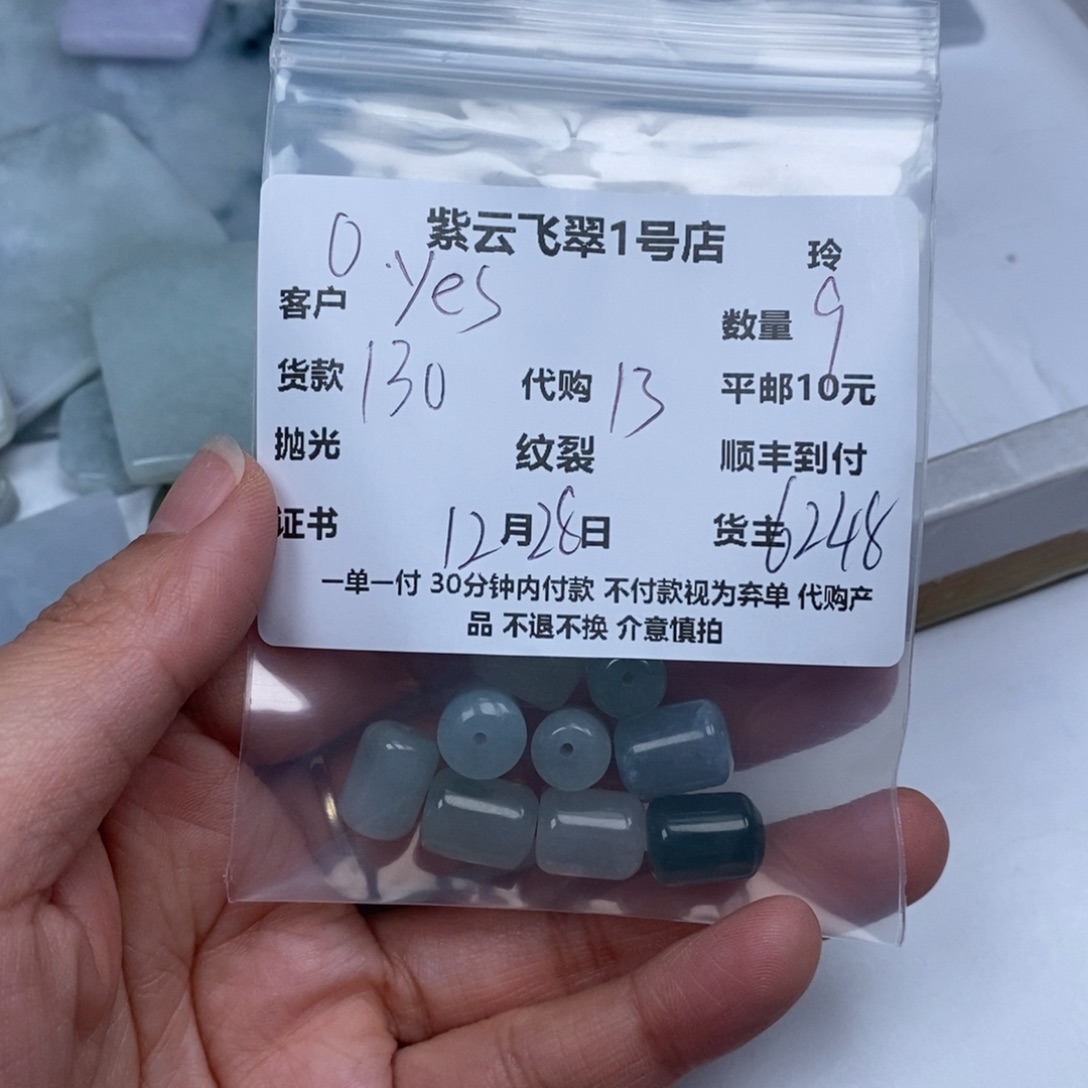 紫云飞翠1号店 玲
0
客户 .yes 数量 9
货款 130 代购 13 平邮10元
抛光 纹裂 顺丰到付
证书 12月28日 货主 6248
一单一付 30分钟内付款 不付款视为弃单 代购产
品 不退不换 介意慎拍